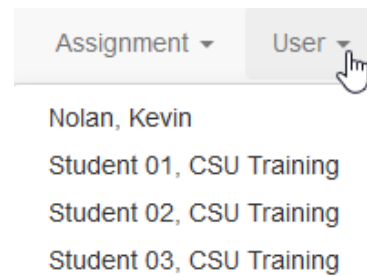 Assignment User
Nolan, Kevin
Student 01, CSU Training
Student 02, CSU Training
Student 03, CSU Training